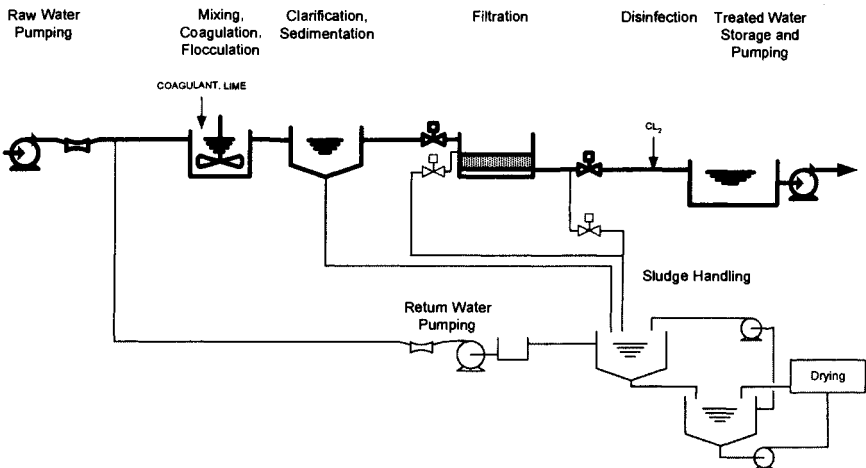 Raw Water
Pumping
Mixing,
Coagulation,
Flocculation
Clarification,
Sedimentation
Filtration
Disinfection
Treated Water
Storage and
Pumping
COAGULANT, LIME
CL2
Sludge Handling
Return Water
Pumping
Drying